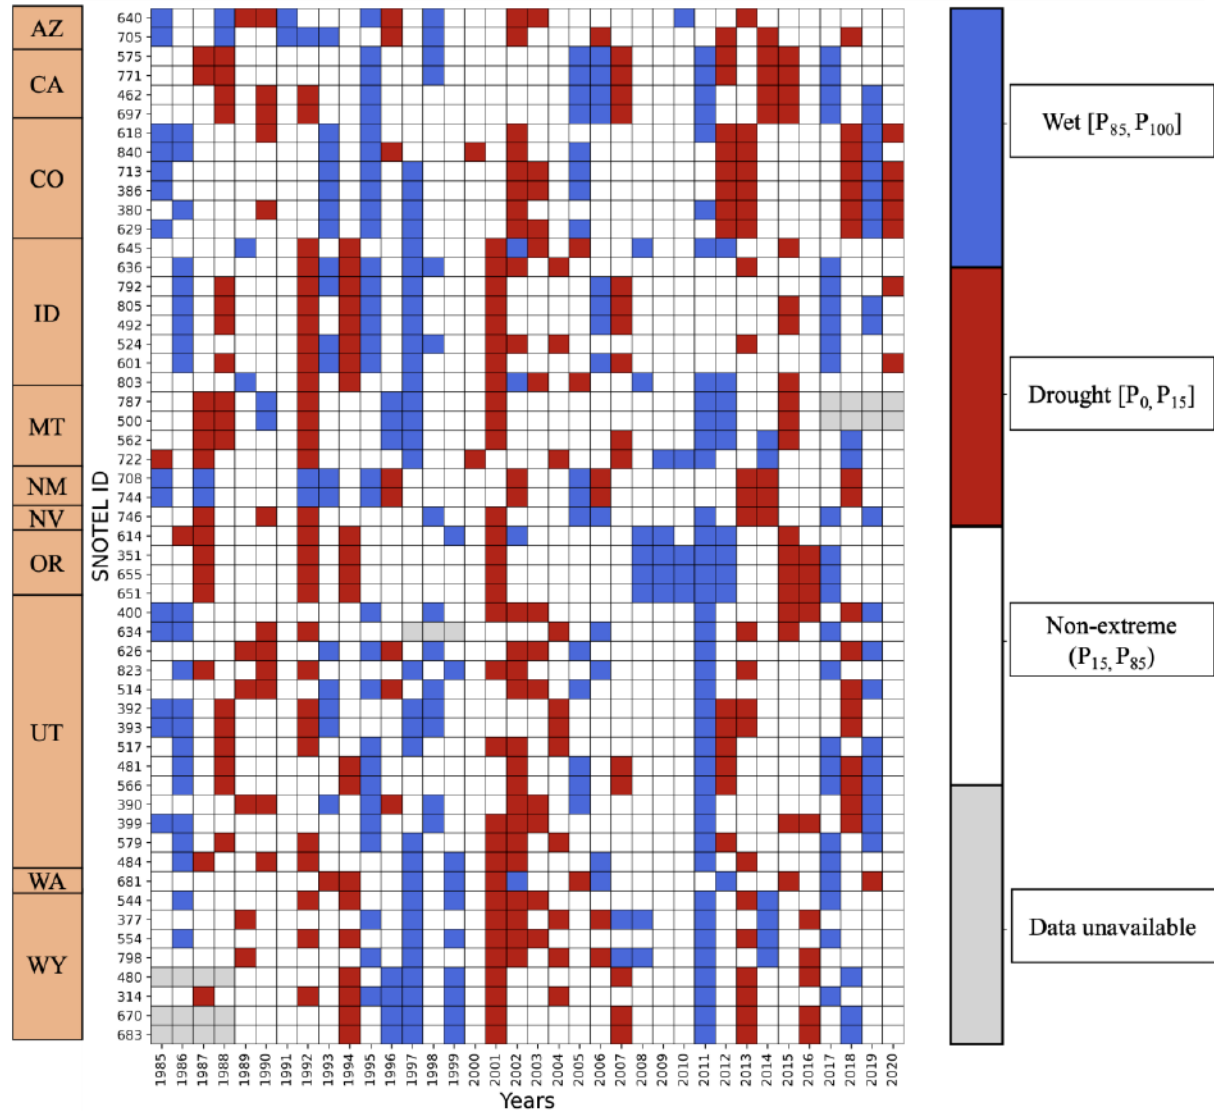 AZ
CA
CO
ID
MT
NM
NV
OR
UT
WA
WY
SNOTEL ID
640
705
575
771
462
697
618
840
713
386
380
629
645
636
792
805
492
524
601
803
787
500
562
722
708
744
746
614
351
655
651
400
634
626
823
514
392
393
517
481
566
390
399
579
484
681
544
377
554
798
480
314
670
683
1985 1986 1987 1988 1989 1990 1991 1992 1993 1994 1995 1996 1997 1998 1999 2000 2001 2002 2003 2004 2005 2006 2007 2008 2009 2010 2011 2012 2013 2014 2015 2016 2017 2018 2019 2020
Years
Wet [P85, P100]
Drought [P0, P15]
Non-extreme
(P15, P85)
Data unavailable